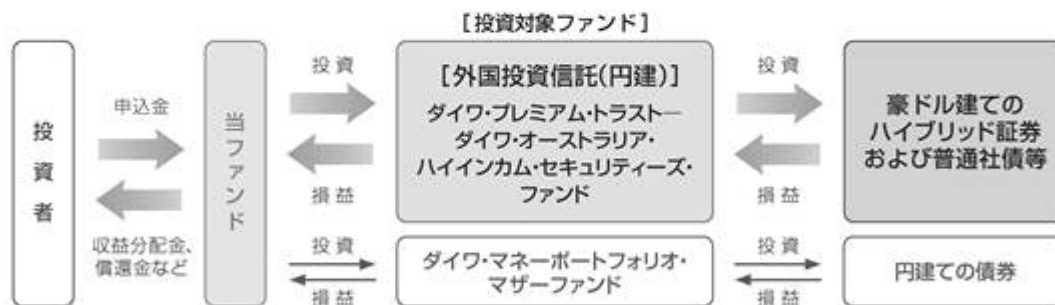 [投資対象ファンド]
投資者
申込金
収益分配金、
償還金など
当ファンド
投資
損益
[外国投資信託(円建)]
ダイワ・プレミアム・トラスト―
ダイワ・オーストラリア・
ハイインカム・セキュリティーズ・
ファンド
投資
損益
豪ドル建ての
ハイブリッド証券
および普通社債等
投資
損益
ダイワ・マネーポートフォリオ・
マザーファンド
投資
損益
円建ての債券